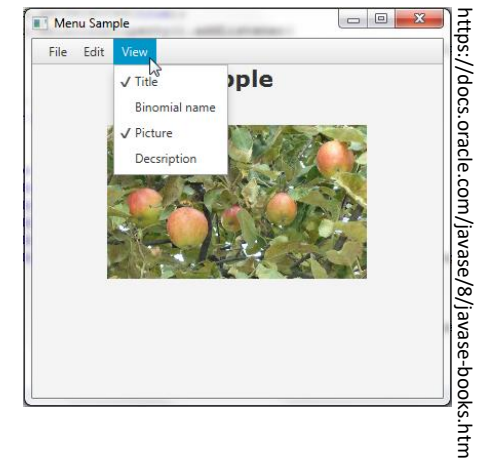 Menu Sample
File Edit View
✓ Title
Binomial name
✓ Picture
Decsription
pple
https://docs.oracle.com/javase/8/javase-books.htm